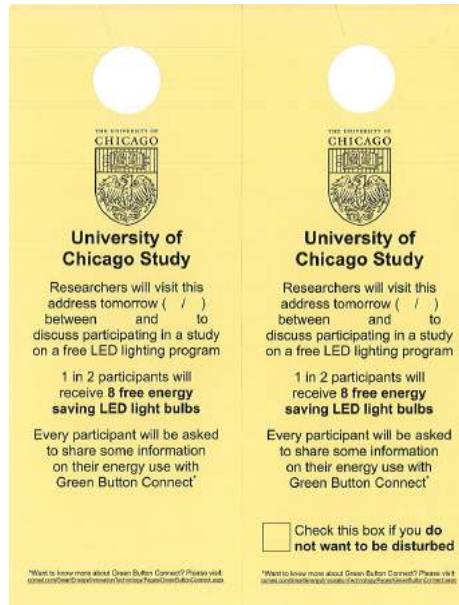 THE UNIVERSITY OF
CHICAGO
University of
Chicago Study
Researchers will visit this
address tomorrow ( / )
between and to
discuss participating in a study
on a free LED lighting program
1 in 2 participants will
receive 8 free energy
saving LED light bulbs
Every participant will be asked
to share some information
on their energy use with
Green Button Connect*
*Want to know more about Green Button Connect? Please visit:
THE UNIVERSITY OF
CHICAGO
University of
Chicago Study
Researchers will visit this
address tomorrow ( / )
between and to
discuss participating in a study
on a free LED lighting program
1 in 2 participants will
receive 8 free energy
saving LED light bulbs
Every participant will be asked
to share some information
on their energy use with
Green Button Connect*
Check this box if you do
not want to be disturbed
*Want to know more about Green Button Connect? Please visit: